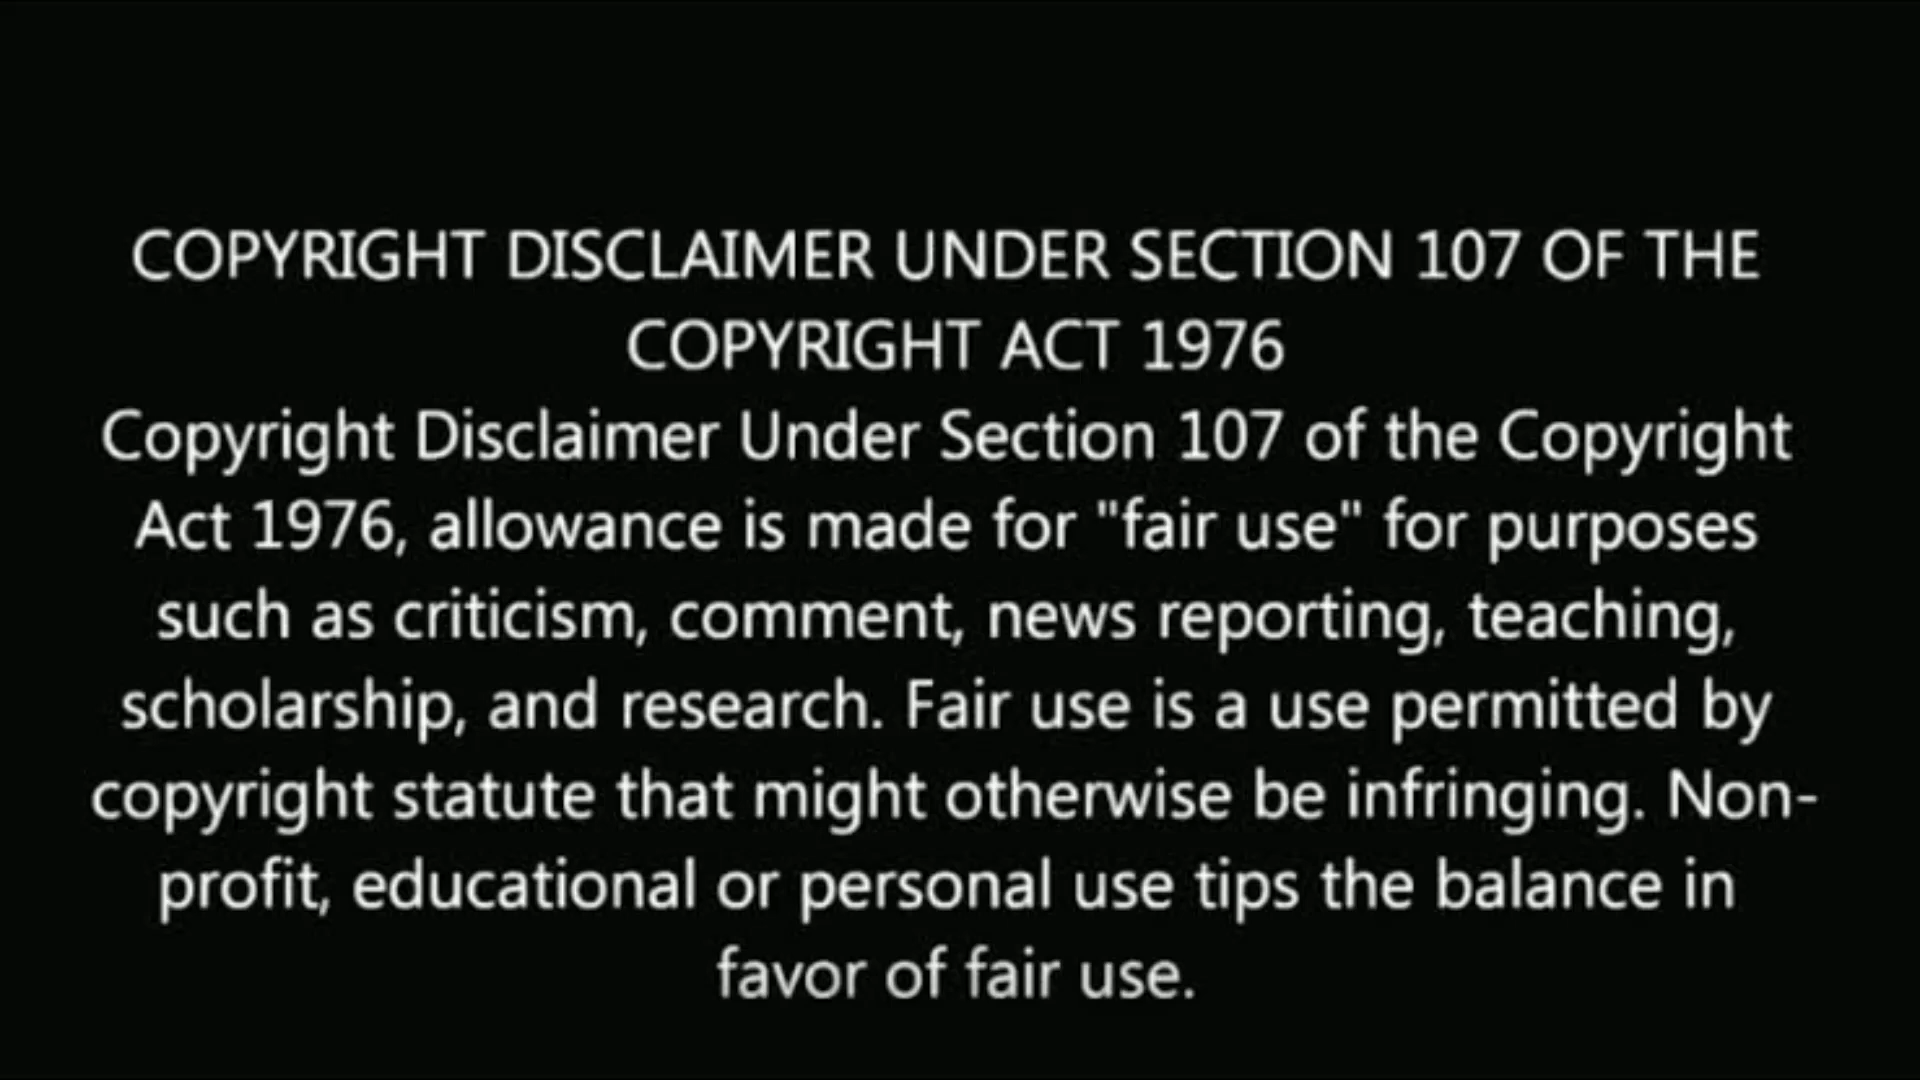 COPYRIGHT DISCLAIMER UNDER SECTION 107 OF THE
COPYRIGHT ACT 1976
Copyright Disclaimer Under Section 107 of the Copyright
Act 1976, allowance is made for "fair use" for purposes
such as criticism, comment, news reporting, teaching,
scholarship, and research. Fair use is a use permitted by
copyright statute that might otherwise be infringing. Non-
profit, educational or personal use tips the balance in
favor of fair use.